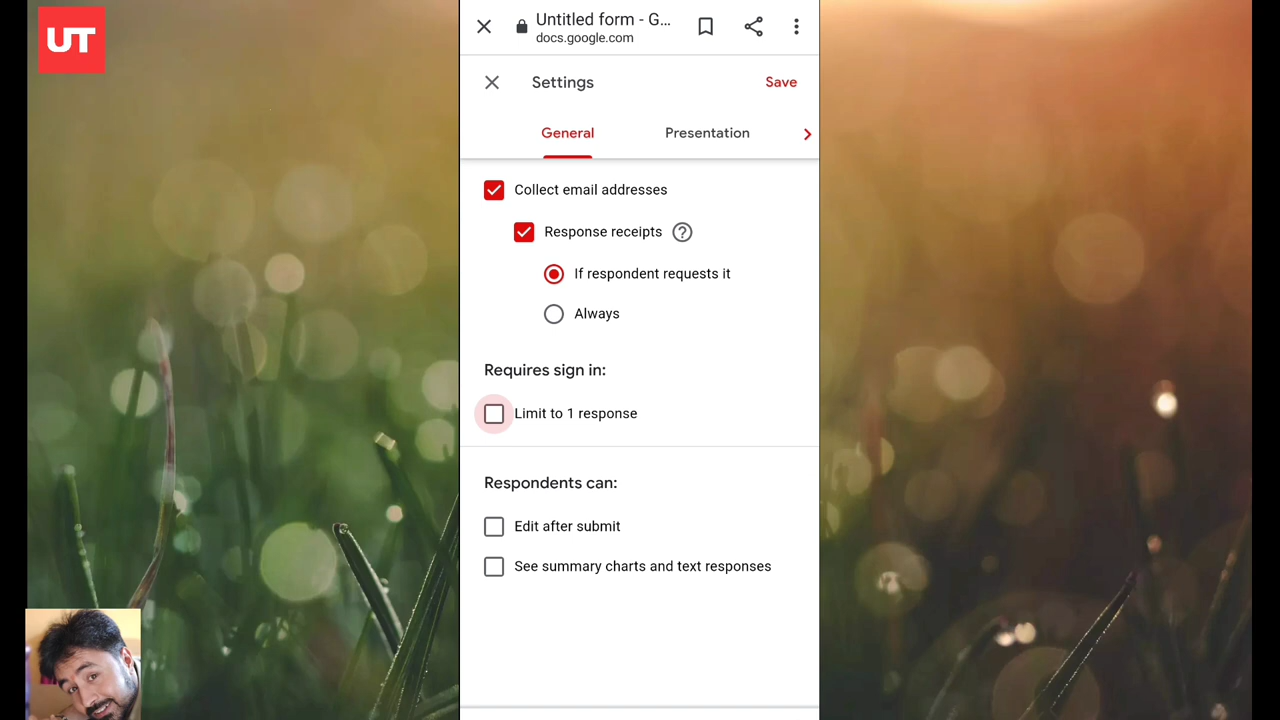 UT
Untitled form - G...
docs.google.com
Settings
Save
General
Presentation
Collect email addresses
Response receipts ?
If respondent requests it
Always
Requires sign in:
Limit to 1 response
Respondents can:
Edit after submit
See summary charts and text responses